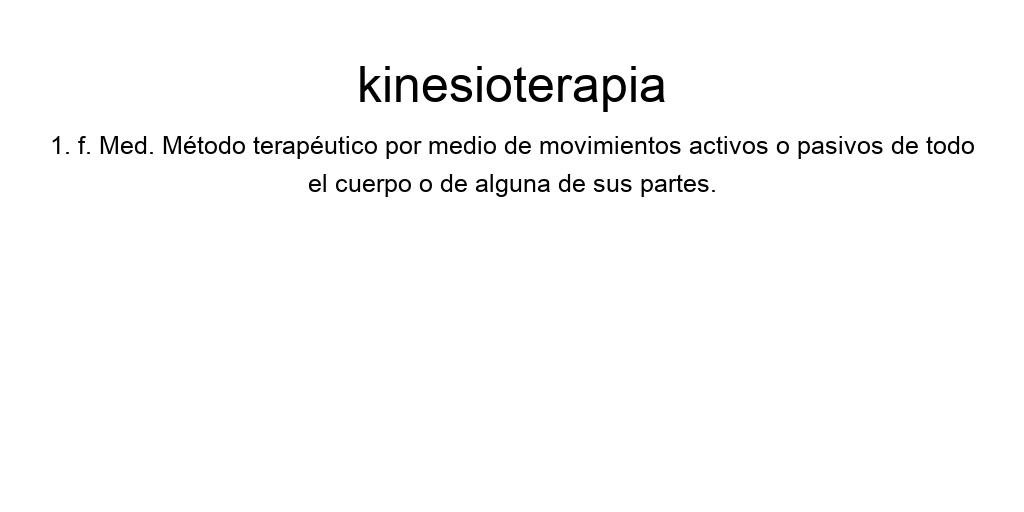 kinesioterapia
1. f. Med. Método terapéutico por medio de movimientos activos o pasivos de todo
el cuerpo o de alguna de sus partes.